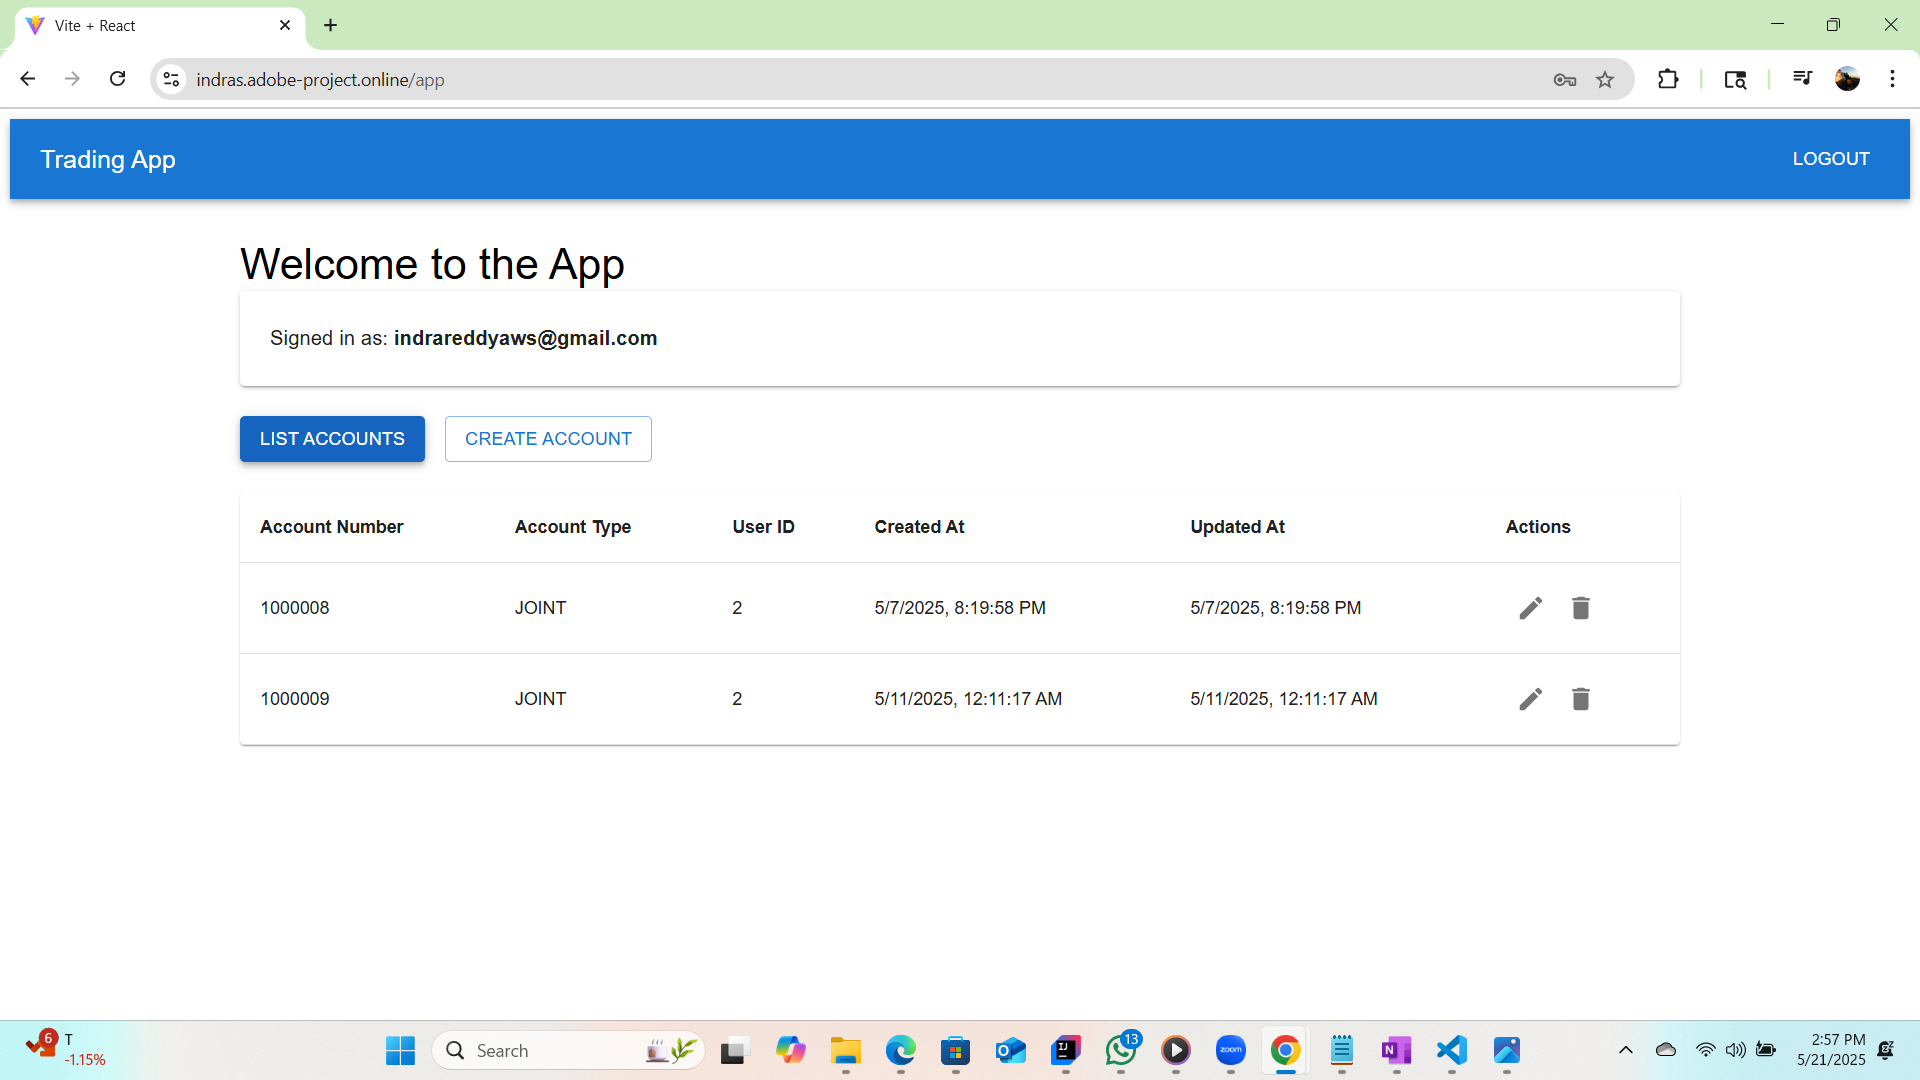 Vite + React
indras.adobe-project.online/app
Trading App
LOGOUT
Welcome to the App
Signed in as: indrareddyaws@gmail.com
LIST ACCOUNTS
CREATE ACCOUNT
Account Number Account Type User ID Created At Updated At Actions
1000008 JOINT 2 5/7/2025, 8:19:58 PM 5/7/2025, 8:19:58 PM
1000009 JOINT 2 5/11/2025, 12:11:17 AM 5/11/2025, 12:11:17 AM
6
T
-1.15%
Search
IJ
13
zoom
N
2:57 PM
5/21/2025